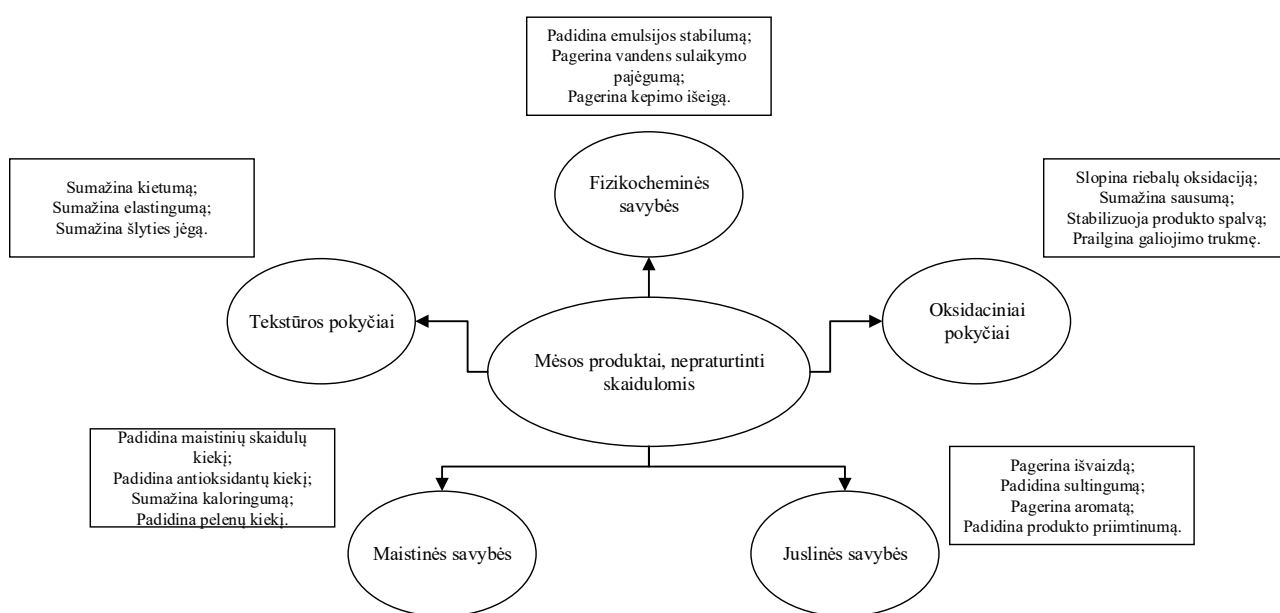 Padidina emulsijos stabilumą;
Pagerina vandens sulaikymo
pajėgumą;
Pagerina kepimo išeigą.
Fizikocheminės
savybės
Sumažina kietumą;
Sumažina elastingumą;
Sumažina šlyties jėgą.
Slopina riebalų oksidaciją;
Sumažina sausumą;
Stabilizuoja produkto spalvą;
Prailgina galiojimo trukmę.
Tekstūros pokyčiai
Oksidaciniai
pokyčiai
Mėsos produktai, nepraturtinti
skaidulomis
Padidina maistinių skaidulų
kiekį;
Padidina antioksidantų kiekį;
Sumažina kaloringumą;
Padidina pelenų kiekį.
Pagerina išvaizdą;
Padidina sultingumą;
Pagerina aromatą;
Padidina produkto priimtinumą.
Maistinės savybės
Juslinės savybės